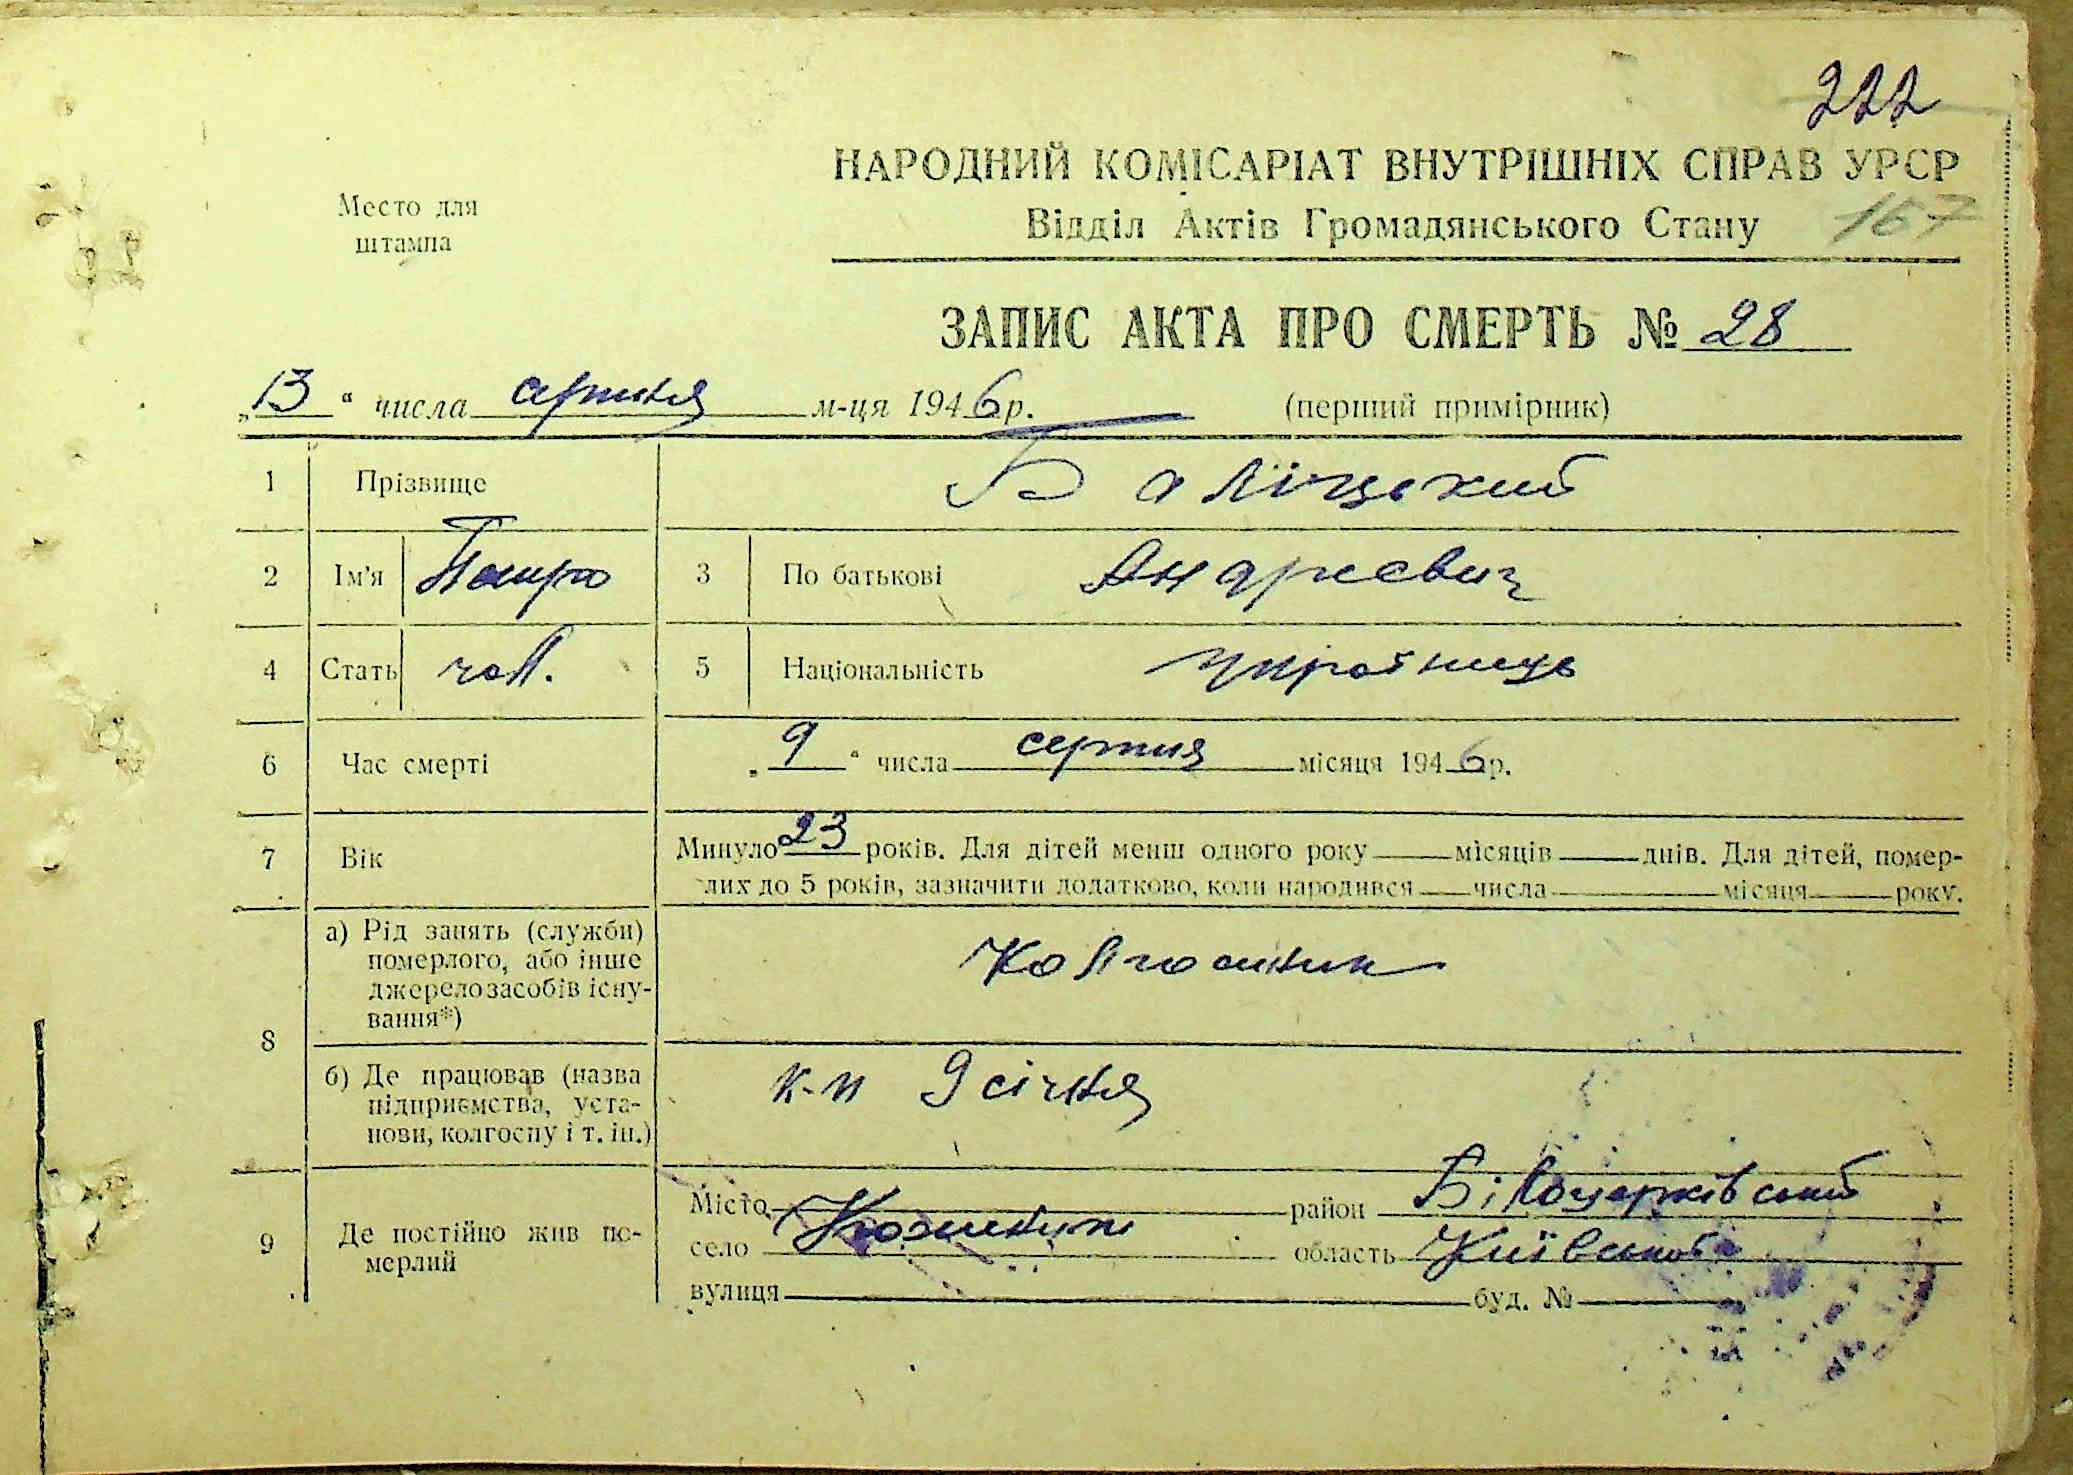 222
НАРОДНИЙ КОМІСАРІАТ ВНУТРІШНІХ СПРАВ УРСР
Место для штампа
Відділ Актів Громадянського Стану 167
ЗАПИС АКТА ПРО СМЕРТЬ № 28
„13“ числа серпня м-ця 1946р. (перший примірник)
1 Прізвище Баліцький
2 Ім'я Петро 3 По батькові Андреевич
4 Стать чол. 5 Національність
6 Час смерті „9“ числа серпня місяця 1946р.
7 Вік Минуло 23 років. Для дітей менш одного року місяців днів. Для дітей, помер-
лих до 5 років, зазначити додатково, коли народився числа місяця року.
8 а) Рід занять (служби)
померлого, або інше
джерело засобів існу-
вання*)
Колгоспник
б) Де працював (назва
підприємства, уста-
нови, колгоспу і т. ін.)
к-п 9 січня
9 Де постійно жив по-
мерлий
Місто район Білоцерківський
село область Київської
вулиця буд. №